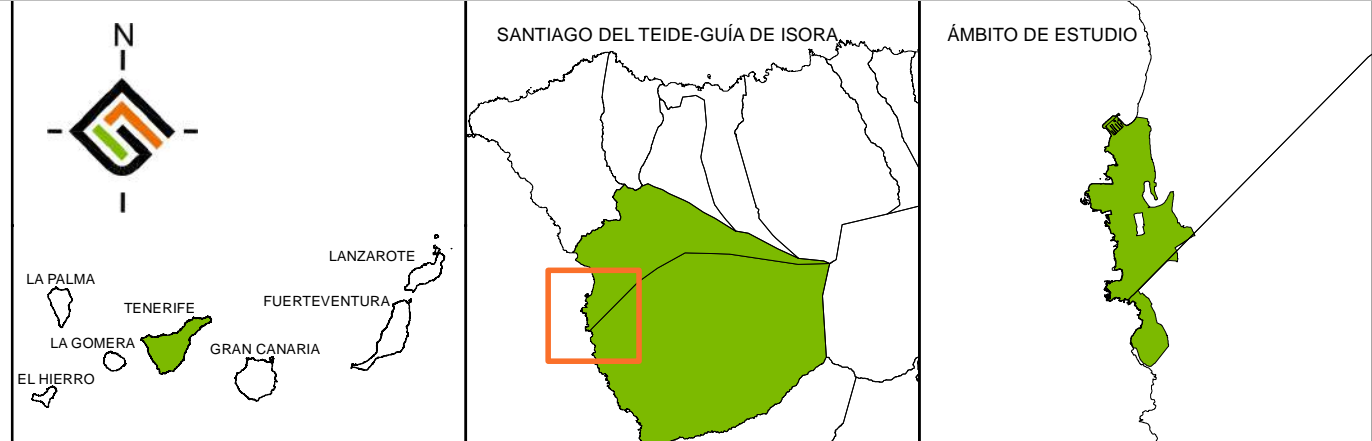 N
LANZAROTE
LA PALMA
FUERTEVENTURA
TENERIFE
LA GOMERA
GRAN CANARIA
EL HIERRO
SANTIAGO DEL TEIDE-GUÍA DE ISORA
ÁMBITO DE ESTUDIO